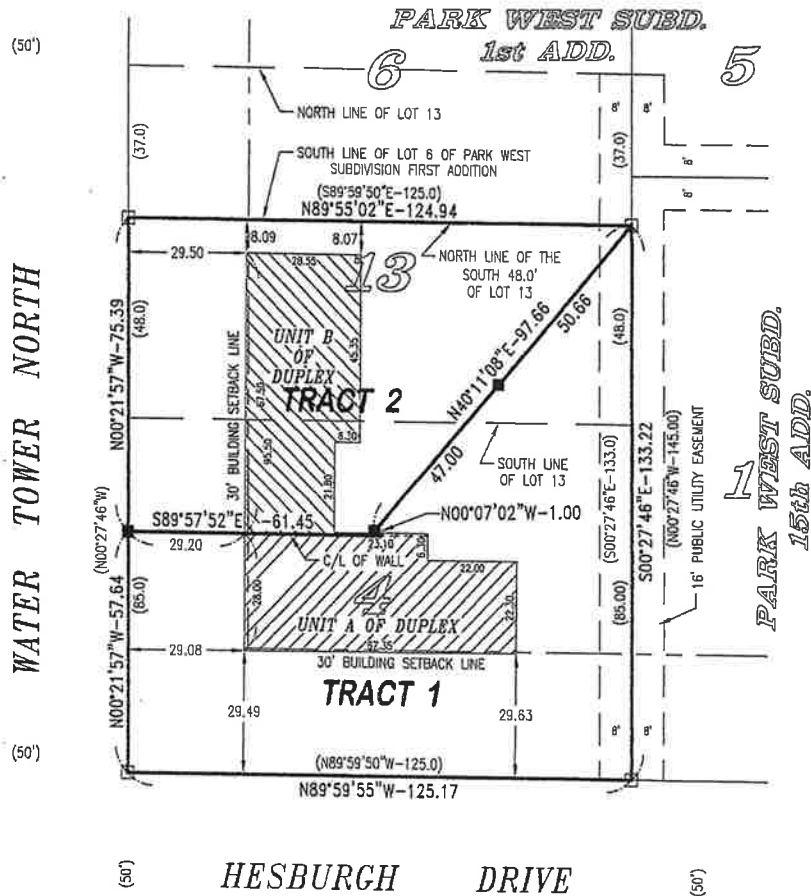 PARK WEST SUBD.
1st ADD.
(50')
6
5
NORTH LINE OF LOT 13
8'
8'
(37.0)
(37.0)
SOUTH LINE OF LOT 6 OF PARK WEST
SUBDIVISION FIRST ADDITION
8'
8'
(S89°59'50"E-125.0)
N89°55'02"E-124.94
29.50
8.09
8.07
28.55
13
NORTH LINE OF THE
SOUTH 48.0'
OF LOT 13
WATER TOWER NORTH
N00°21'57"W-75.39
(48.0)
30' BUILDING SETBACK LINE
UNIT B
OF
DUPLEX
67.55
45.35
TRACT 2
N40°11'08"E-97.66
50.66
47.00
(48.0)
95.50
6.30
21.80
SOUTH LINE
OF LOT 13
(S00°27'46"E-133.0)
S00°27'46"E-133.22
(N00°27'46"W-145.00)
16' PUBLIC UTILITY EASEMENT
1
PARK WEST SUBD.
15th ADD.
(N00°27'46"W)
S89°57'52"E -61.45
N00°07'02"W-1.00
29.20
23.10
C/L OF WALL
6.30
22.00
28.00
4
22.30
UNIT A OF DUPLEX
N00°21'57"W-57.64
(85.0)
(85.00)
29.08
57.35
30' BUILDING SETBACK LINE
TRACT 1
29.49
29.63
(50')
8'
8'
(N89°59'50"W-125.0)
N89°59'55"W-125.17
(50')
HESBURGH DRIVE
(50')